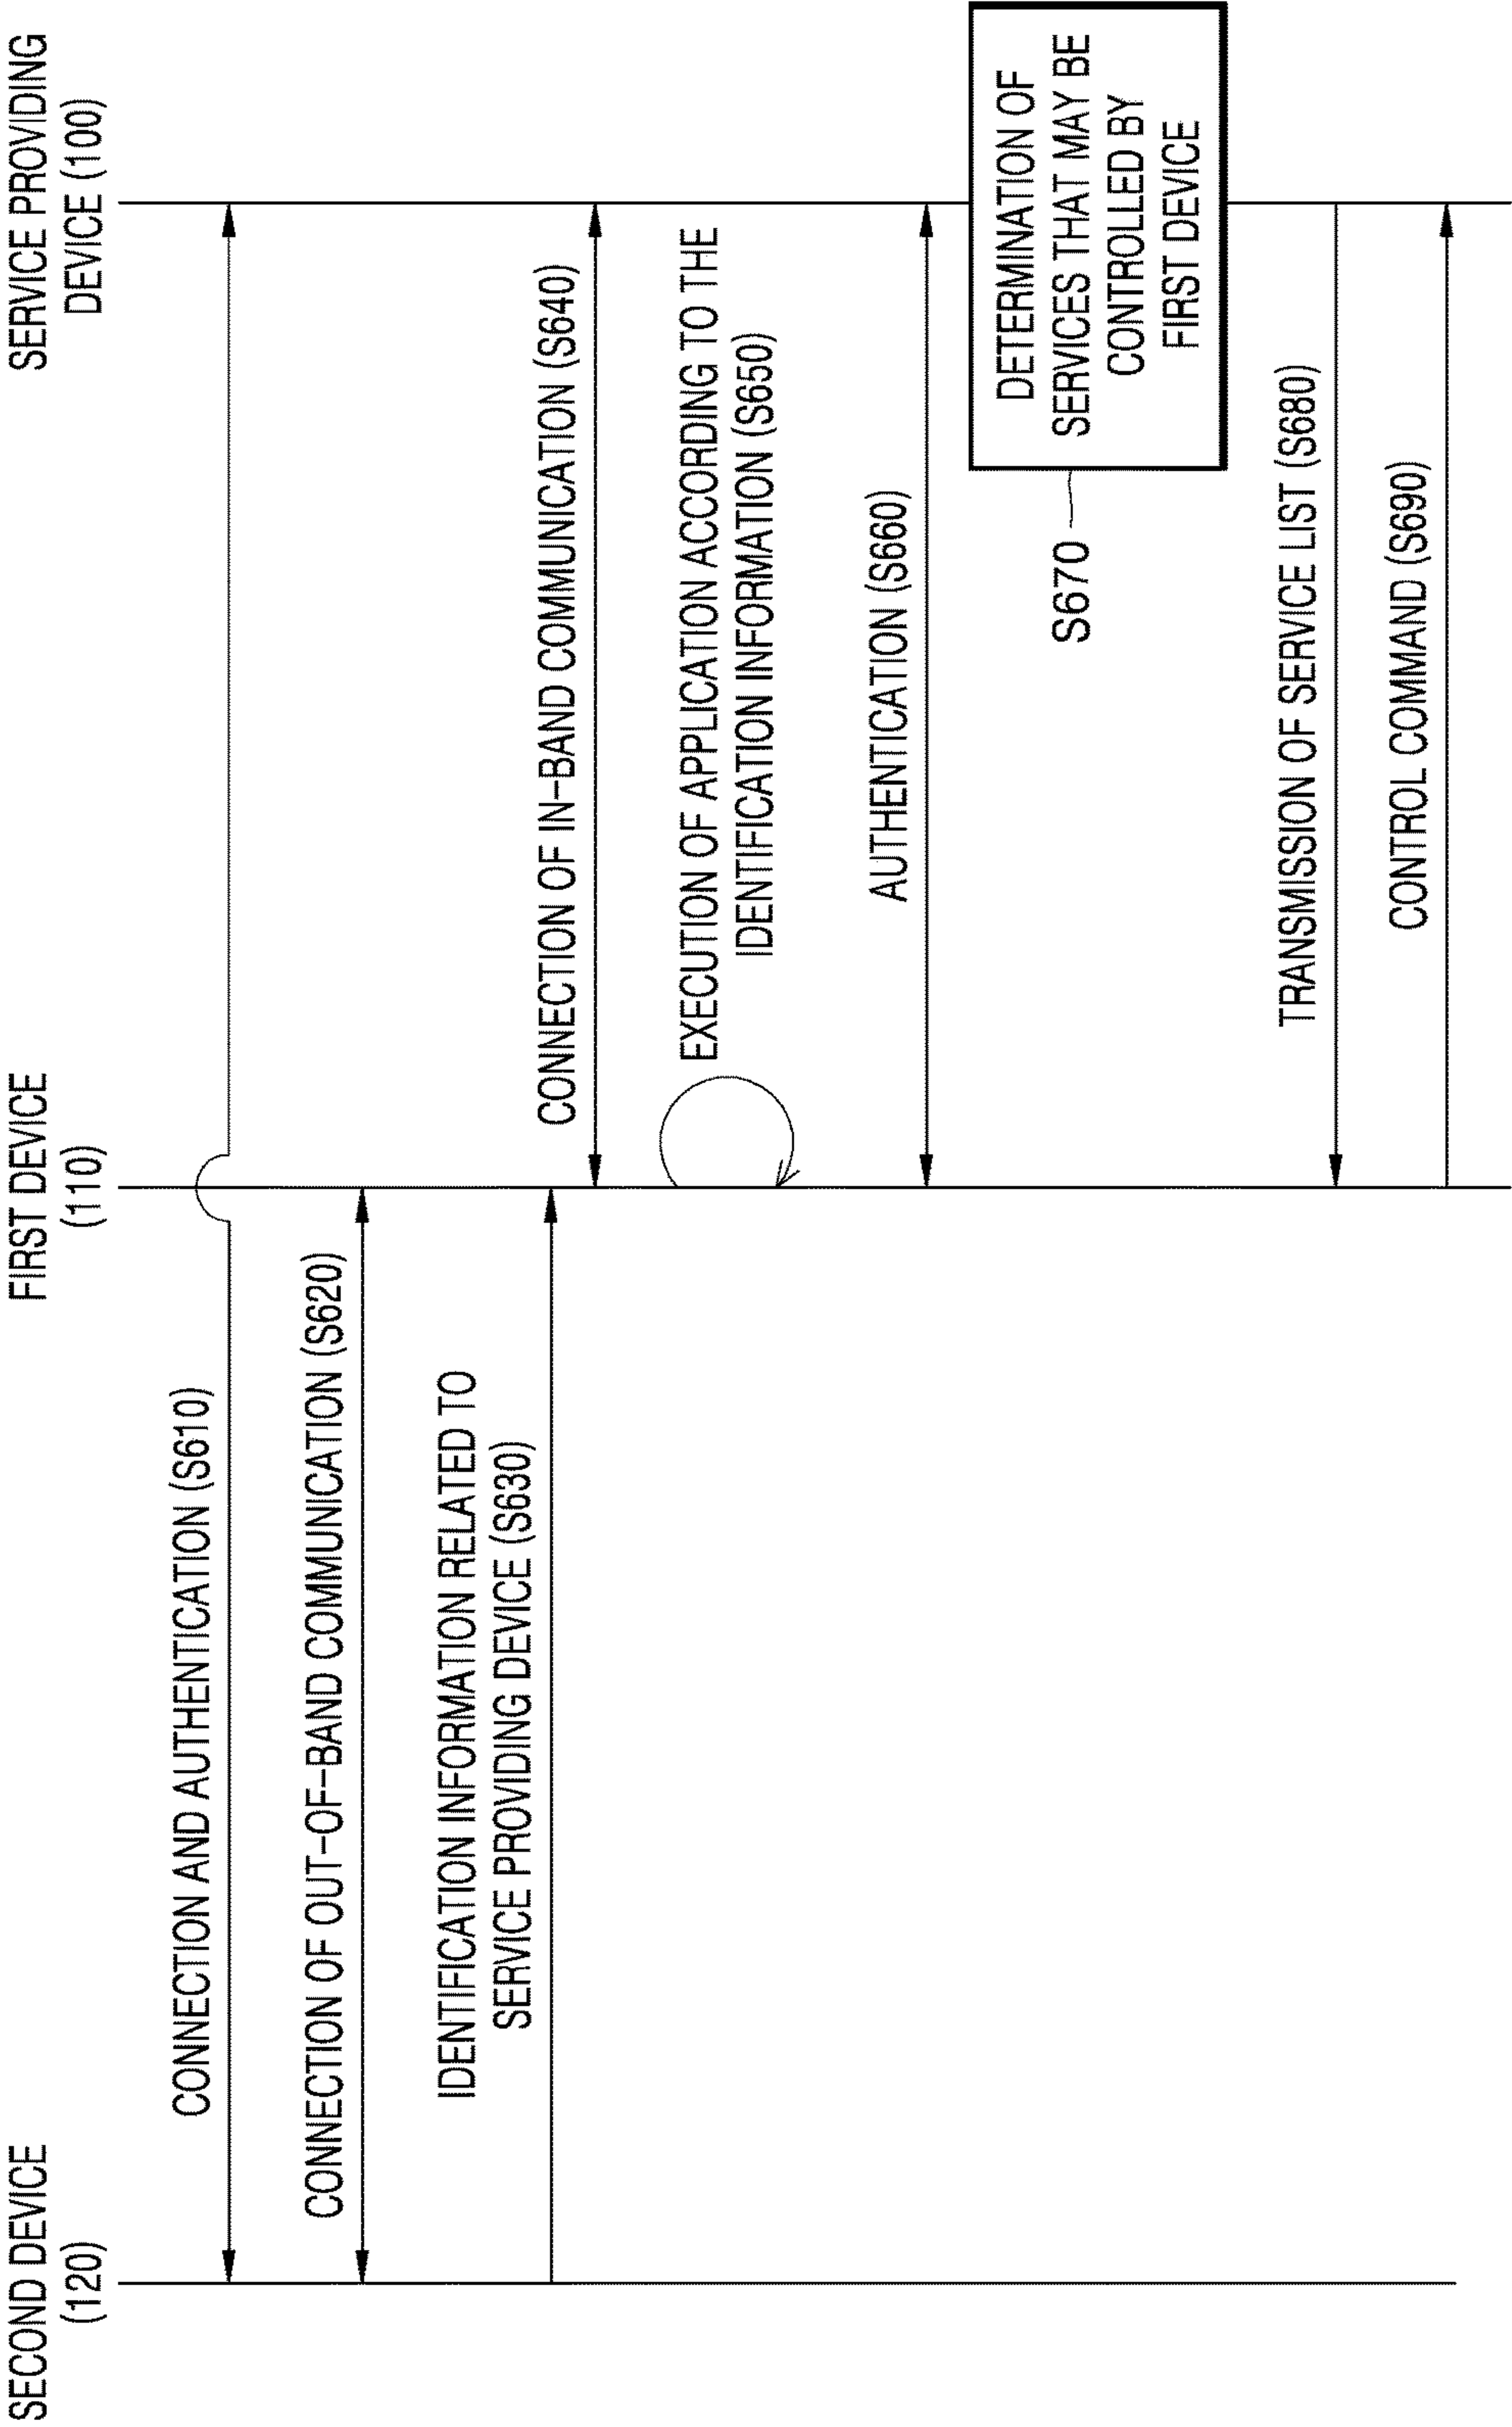 SECOND DEVICE
(120)
FIRST DEVICE
(110)
SERVICE PROVIDING
DEVICE (100)
CONNECTION AND AUTHENTICATION (S610)
CONNECTION OF OUT-OF-BAND COMMUNICATION (S620)
IDENTIFICATION INFORMATION RELATED TO
SERVICE PROVIDING DEVICE (S630)
CONNECTION OF IN-BAND COMMUNICATION (S640)
EXECUTION OF APPLICATION ACCORDING TO THE
IDENTIFICATION INFORMATION (S650)
AUTHENTICATION (S660)
S670
DETERMINATION OF
SERVICES THAT MAY BE
CONTROLLED BY
FIRST DEVICE
TRANSMISSION OF SERVICE LIST (S680)
CONTROL COMMAND (S690)